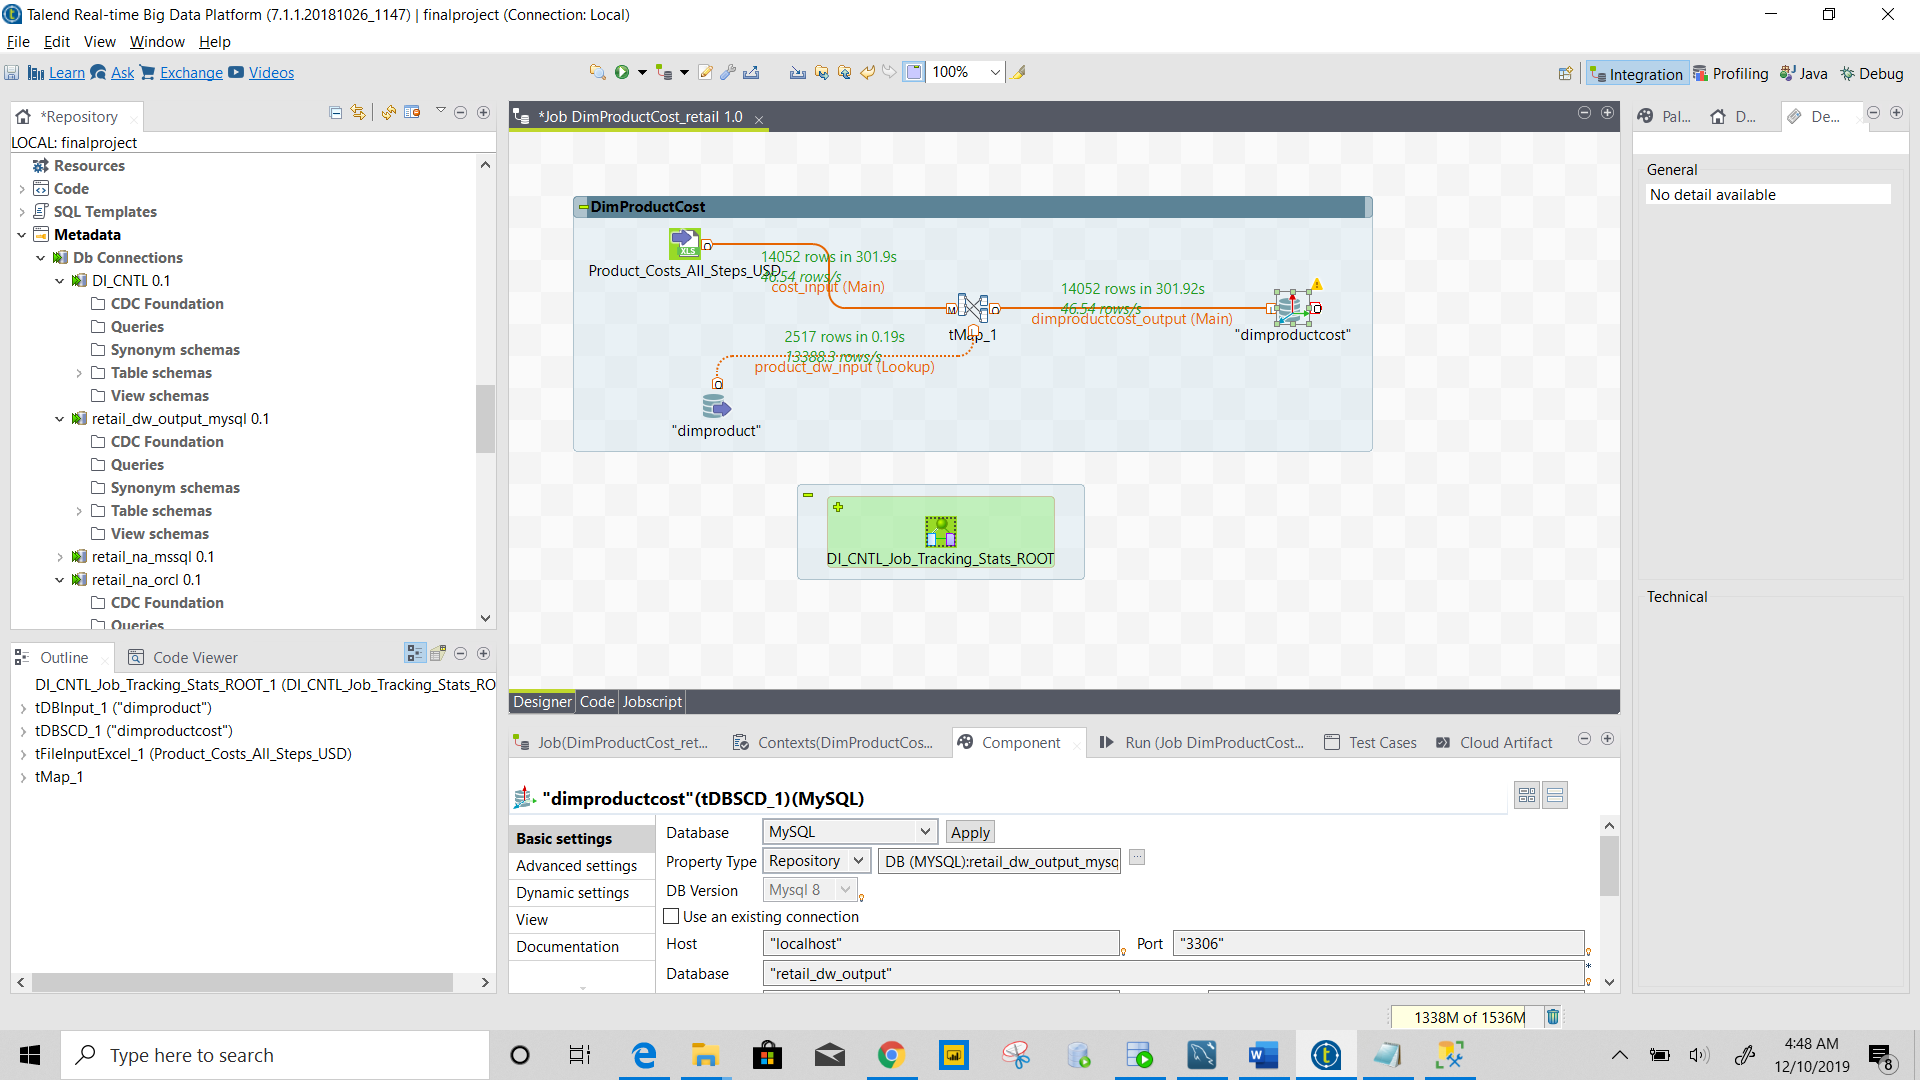 Talend Real-time Big Data Platform (7.1.1.20181026_1147) | finalproject (Connection: Local)
File Edit View Window Help
Learn Ask Exchange Videos
100%
Integration Profiling Java Debug
*Repository
LOCAL: finalproject
Resources
Code
SQL Templates
Metadata
Db Connections
DI_CNTL 0.1
CDC Foundation
Queries
Synonym schemas
Table schemas
View schemas
retail_dw_output_mysql 0.1
CDC Foundation
Queries
Synonym schemas
Table schemas
View schemas
retail_na_mssql 0.1
retail_na_orcl 0.1
CDC Foundation
Queries
Outline Code Viewer
DI_CNTL_Job_Tracking_Stats_ROOT_1 (DI_CNTL_Job_Tracking_Stats_RO
tDBInput_1 ("dimproduct")
tDBSCD_1 ("dimproductcost")
tFileInputExcel_1 (Product_Costs_All_Steps_USD)
tMap_1
*Job DimProductCost_retail 1.0
DimProductCost
XLS
Product_Costs_All_Steps_USD
14052 rows in 301.9s
46.54 rows/s
cost_input (Main)
tMap_1
14052 rows in 301.92s
46.54 rows/s
dimproductcost_output (Main)
"dimproductcost"
2517 rows in 0.19s
13388.3 rows/s
product_dw_input (Lookup)
"dimproduct"
DI_CNTL_Job_Tracking_Stats_ROOT
Designer Code Jobscript
Job(DimProductCost_ret... Contexts(DimProductCos... Component Run (Job DimProductCost... Test Cases Cloud Artifact
"dimproductcost"(tDBSCD_1)(MySQL)
Basic settings
Advanced settings
Dynamic settings
View
Documentation
Database MySQL Apply
Property Type Repository DB (MYSQL):retail_dw_output_mysq ...
DB Version Mysql 8
Use an existing connection
Host "localhost" Port "3306"
Database "retail_dw_output" *
Pal... D... De...
General
No detail available
Technical
1338M of 1536M
Type here to search
4:48 AM
12/10/2019
8